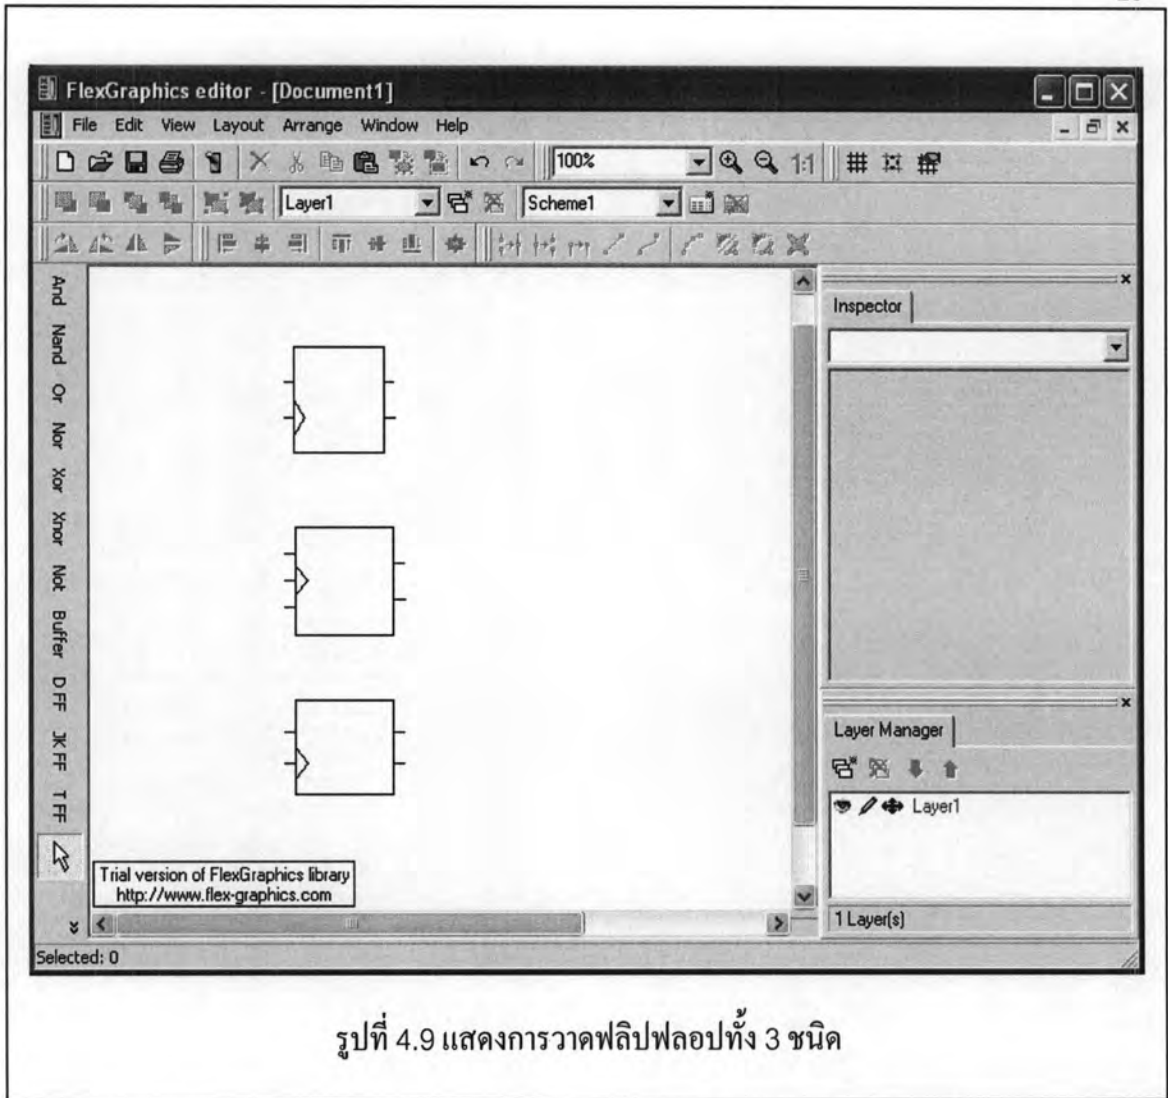 FlexGraphics editor - [Document1]
File Edit View Layout Arrange Window Help
100%
1:1
Layer1
Scheme1
And
Nand
Or
Nor
Xor
Xnor
Not
Buffer
D FF
JK FF
T FF
Inspector
Layer Manager
Layer1
1 Layer(s)
Trial version of FlexGraphics library
http://www.flex-graphics.com
Selected: 0
รูปที่ 4.9 แสดงการวาดฟลิปฟลอปทั้ง 3 ชนิด